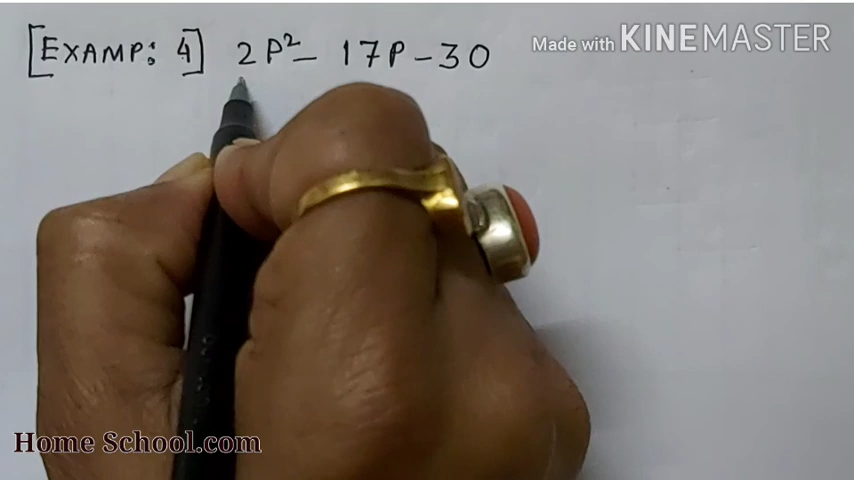 [EXAMP: 4] 2P² - 17P - 30
Made with KINEMASTER
Home School.com